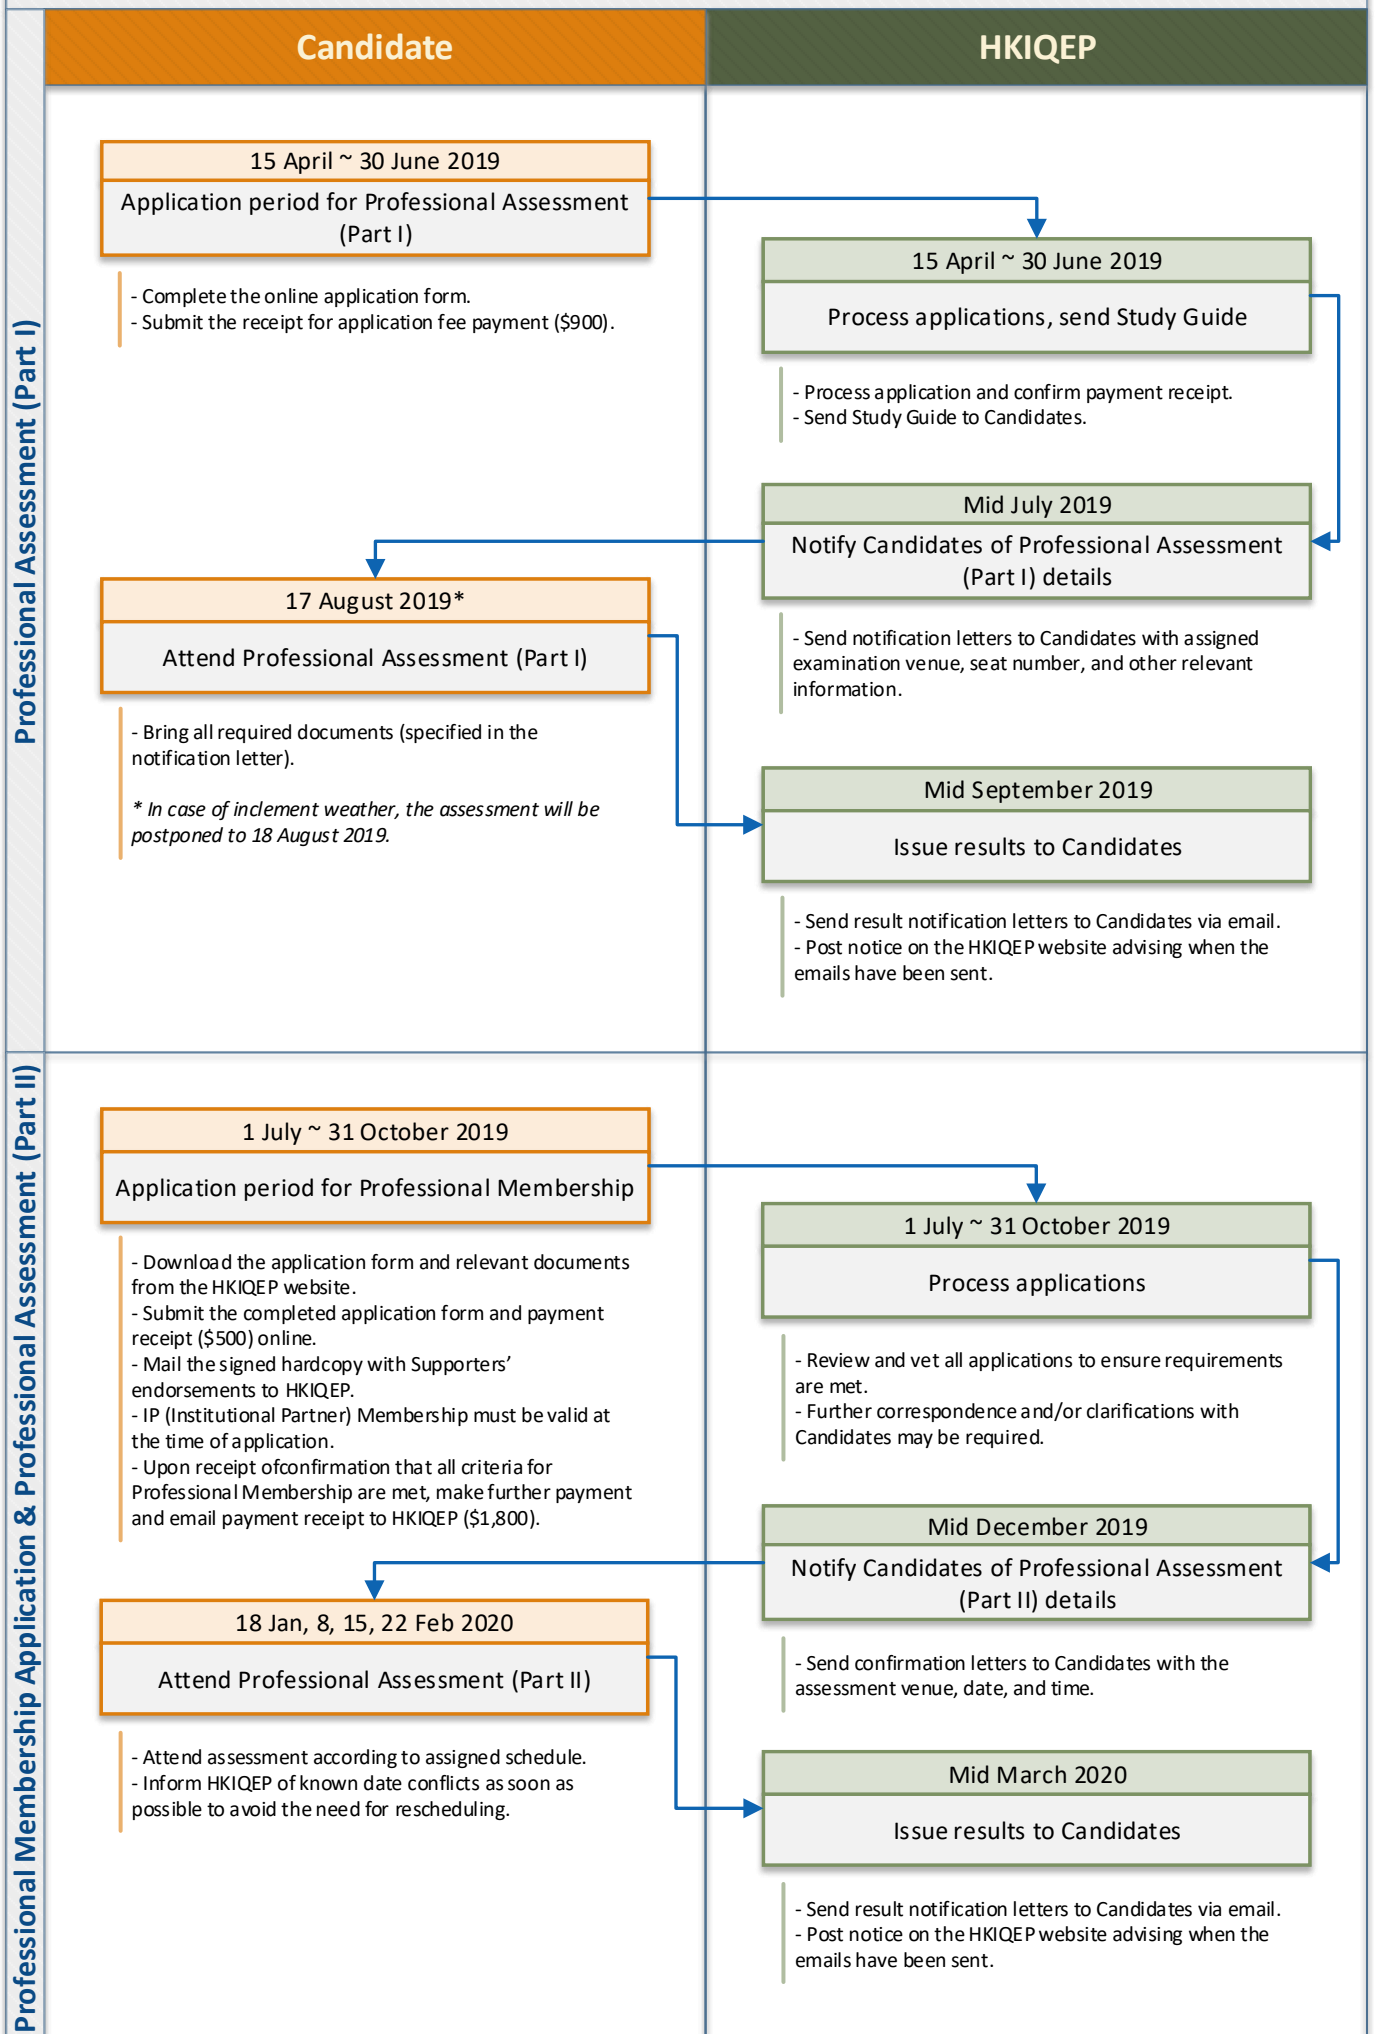 Candidate
HKIQEP
Professional Assessment (Part I)
15 April ~ 30 June 2019
Application period for Professional Assessment
(Part I)
- Complete the online application form.
- Submit the receipt for application fee payment ($900).
15 April ~ 30 June 2019
Process applications, send Study Guide
- Process application and confirm payment receipt.
- Send Study Guide to Candidates.
Mid July 2019
Notify Candidates of Professional Assessment
(Part I) details
- Send notification letters to Candidates with assigned
examination venue, seat number, and other relevant
information.
17 August 2019*
Attend Professional Assessment (Part I)
- Bring all required documents (specified in the
notification letter).
* In case of inclement weather, the assessment will be
postponed to 18 August 2019.
Mid September 2019
Issue results to Candidates
- Send result notification letters to Candidates via email.
- Post notice on the HKIQEP website advising when the
emails have been sent.
Professional Membership Application & Professional Assessment (Part II)
1 July ~ 31 October 2019
Application period for Professional Membership
- Download the application form and relevant documents
from the HKIQEP website.
- Submit the completed application form and payment
receipt ($500) online.
- Mail the signed hardcopy with Supporters’
endorsements to HKIQEP.
- IP (Institutional Partner) Membership must be valid at
the time of application.
- Upon receipt ofconfirmation that all criteria for
Professional Membership are met, make further payment
and email payment receipt to HKIQEP ($1,800).
1 July ~ 31 October 2019
Process applications
- Review and vet all applications to ensure requirements
are met.
- Further correspondence and/or clarifications with
Candidates may be required.
Mid December 2019
Notify Candidates of Professional Assessment
(Part II) details
- Send confirmation letters to Candidates with the
assessment venue, date, and time.
18 Jan, 8, 15, 22 Feb 2020
Attend Professional Assessment (Part II)
- Attend assessment according to assigned schedule.
- Inform HKIQEP of known date conflicts as soon as
possible to avoid the need for rescheduling.
Mid March 2020
Issue results to Candidates
- Send result notification letters to Candidates via email.
- Post notice on the HKIQEP website advising when the
emails have been sent.